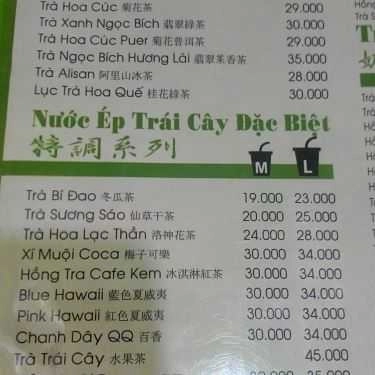 Trà Hoa Cúc 菊花茶 29.000
Trà Xanh Ngọc Bích 翡翠綠茶 30.000
Trà Hoa Cúc Puer 菊花普洱茶 29.000
Trà Ngọc Bích Hương Lài 翡翠茉香茶 35.000
Trà Alisan 阿里山冰茶 28.000
Lục Trà Hoa Quế 桂花綠茶 30.000
Nước Ép Trái Cây Đặc Biệt
特調系列
M L
Trà Bí Đao 冬瓜茶 19.000 23.000
Trà Sương Sáo 仙草干茶 20.000 25.000
Trà Hoa Lạc Thần 洛神花茶 24.000 28.000
Xí Muội Coca 梅子可樂 30.000 34.000
Hồng Tra Cafe Kem 冰淇淋紅茶 30.000 34.000
Blue Hawaii 藍色夏威夷 30.000 34.000
Pink Hawaii 紅色夏威夷 30.000 34.000
Chanh Dây QQ 百香 30.000 34.000
Trà Trái Cây 水果茶 45.000